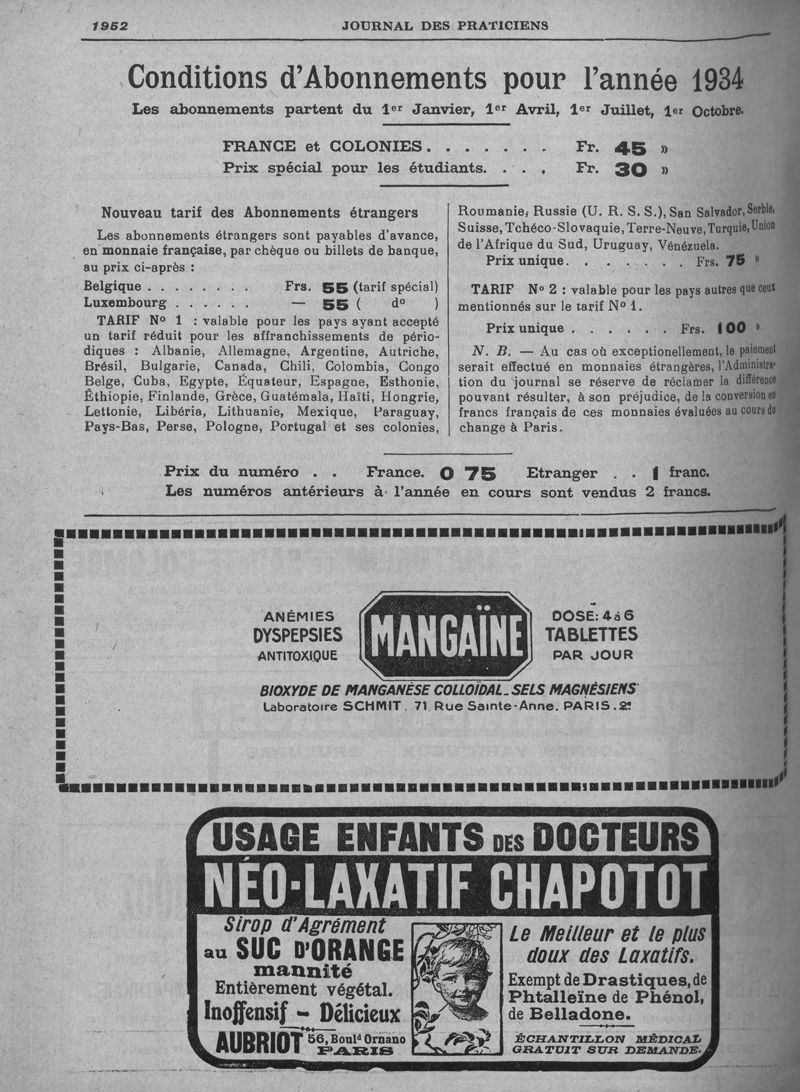 1952
JOURNAL DES PRATICIENS
Conditions d'Abonnements pour l'année 1934
Les abonnements partent du 1er Janvier, 1er Avril, 1er Juillet, 1er Octobre.
FRANCE et COLONIES. . . . . . . Fr. 45 »
Prix spécial pour les étudiants. . . . Fr. 30 »
Nouveau tarif des Abonnements étrangers
Les abonnements étrangers sont payables d'avance,
en monnaie française, par chèque ou billets de banque,
au prix ci-après :
Belgique . . . . . . . . Frs. 55 (tarif spécial)
Luxembourg . . . . . . — 55 ( do )
TARIF No 1 : valable pour les pays ayant accepté
un tarif réduit pour les affranchissements de pério-
diques : Albanie, Allemagne, Argentine, Autriche,
Brésil, Bulgarie, Canada, Chili, Colombia, Congo
Belge, Cuba, Egypte, Équateur, Espagne, Esthonie,
Éthiopie, Finlande, Grèce, Guatémala, Haïti, Hongrie,
Lettonie, Libéria, Lithuanie, Mexique, Paraguay,
Pays-Bas, Perse, Pologne, Portugal et ses colonies,
Roumanie, Russie (U. R. S. S.), San Salvador, Serbie,
Suisse, Tchéco-Slovaquie, Terre-Neuve, Turquie, Union
de l'Afrique du Sud, Uruguay, Vénézuela.
Prix unique. . . . . . . . Frs. 75 »
TARIF No 2 : valable pour les pays autres que ceux
mentionnés sur le tarif No 1.
Prix unique . . . . . . Frs. 100 »
N. B. — Au cas où exceptionellement, le paiement
serait effectué en monnaies étrangères, l'Administra-
tion du journal se réserve de réclamer la différence
pouvant résulter, à son préjudice, de la conversion en
francs français de ces monnaies évaluées au cours du
change à Paris.
Prix du numéro . . France. 0 75 Etranger . . 1 franc.
Les numéros antérieurs à l'année en cours sont vendus 2 francs.
ANÉMIES
DYSPEPSIES
ANTITOXIQUE
MANGAÏNE
DOSE: 4 à 6
TABLETTES
PAR JOUR
BIOXYDE DE MANGANÈSE COLLOÏDAL_SELS MAGNÉSIENS
Laboratoire SCHMIT. 71, Rue Sainte-Anne. PARIS. 2e
USAGE ENFANTS DES DOCTEURS
NÉO-LAXATIF CHAPOTOT
Sirop d'Agrément
au SUC D'ORANGE
mannité
Entièrement végétal.
Inoffensif - Délicieux
AUBRIOT 56, Bould Ornano
PARIS
Le Meilleur et le plus
doux des Laxatifs.
Exempt de Drastiques, de
Phtalleïne de Phénol,
de Belladone.
ÉCHANTILLON MÉDICAL
GRATUIT SUR DEMANDE.